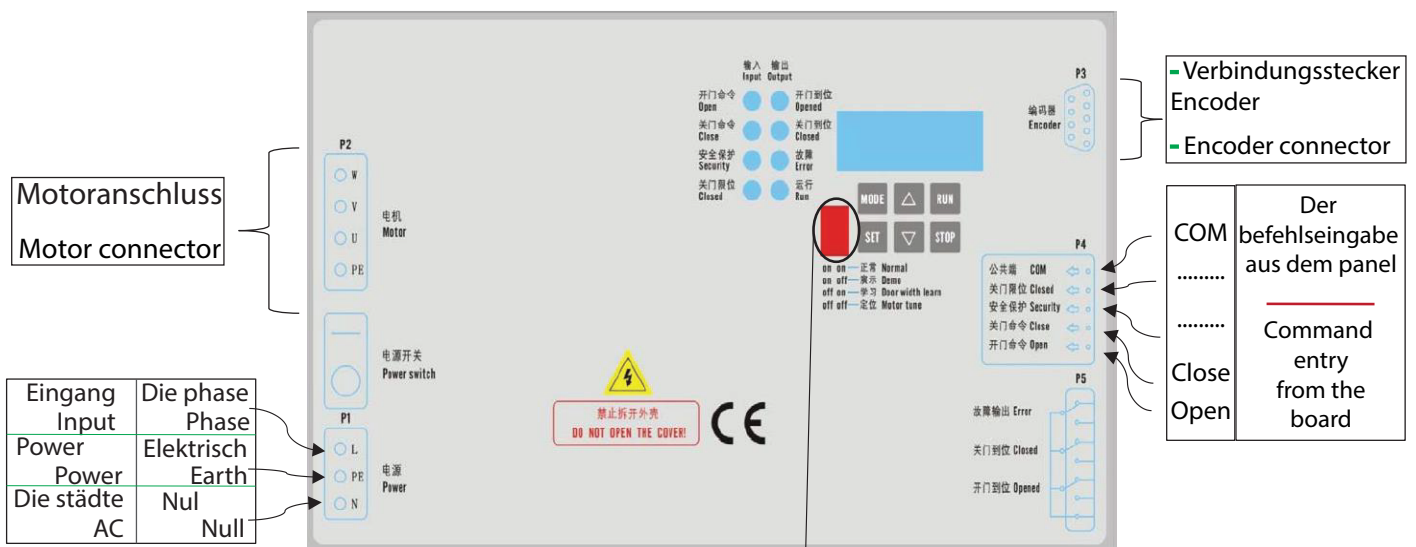 Motoranschluss
Motor connector
Eingang
Input
Die phase
Phase
Power
Power
Elektrisch
Earth
Die städte
AC
Nul
Null
P2
W
V
U
PE
电机
Motor
电源开关
Power switch
P1
L
PE
N
电源
Power
输入
Input
输出
Output
开门命令
Open
开门到位
Opened
关门命令
Close
关门到位
Closed
安全保护
Security
故障
Error
关门限位
Closed
运行
Run
MODE
RUN
SET
STOP
on on—正常 Normal
on off—演示 Demo
off on—学习 Door width learn
off off—定位 Motor tune
禁止拆开外壳
DO NOT OPEN THE COVER!
CE
P3
编码器
Encoder
P4
公共端 COM
关门限位 Closed
安全保护 Security
关门命令 Close
开门命令 Open
P5
故障输出 Error
关门到位 Closed
开门到位 Opened
- Verbindungsstecker
Encoder
- Encoder connector
COM
.........
.........
Close
Open
Der
befehlseingabe
aus dem panel
Command
entry
from the
board